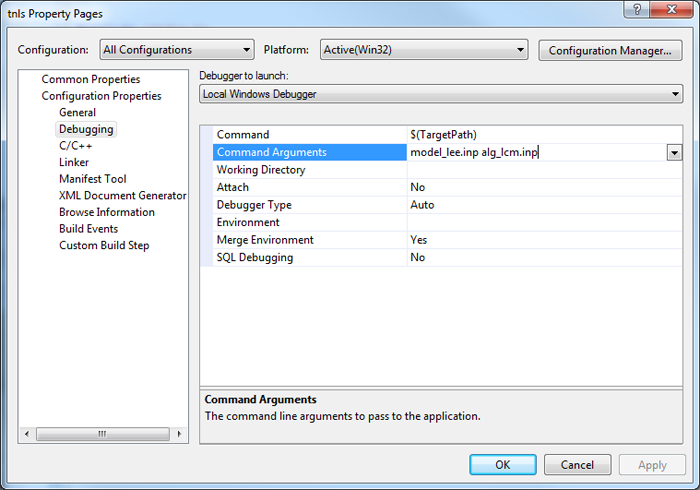 tnls Property Pages
Configuration: All Configurations Platform: Active(Win32) Configuration Manager...
Common Properties
Configuration Properties
General
Debugging
C/C++
Linker
Manifest Tool
XML Document Generator
Browse Information
Build Events
Custom Build Step
Debugger to launch:
Local Windows Debugger
Command $(TargetPath)
Command Arguments model_lee.inp alg_lcm.inp
Working Directory
Attach No
Debugger Type Auto
Environment
Merge Environment Yes
SQL Debugging No
Command Arguments
The command line arguments to pass to the application.
OK Cancel Apply